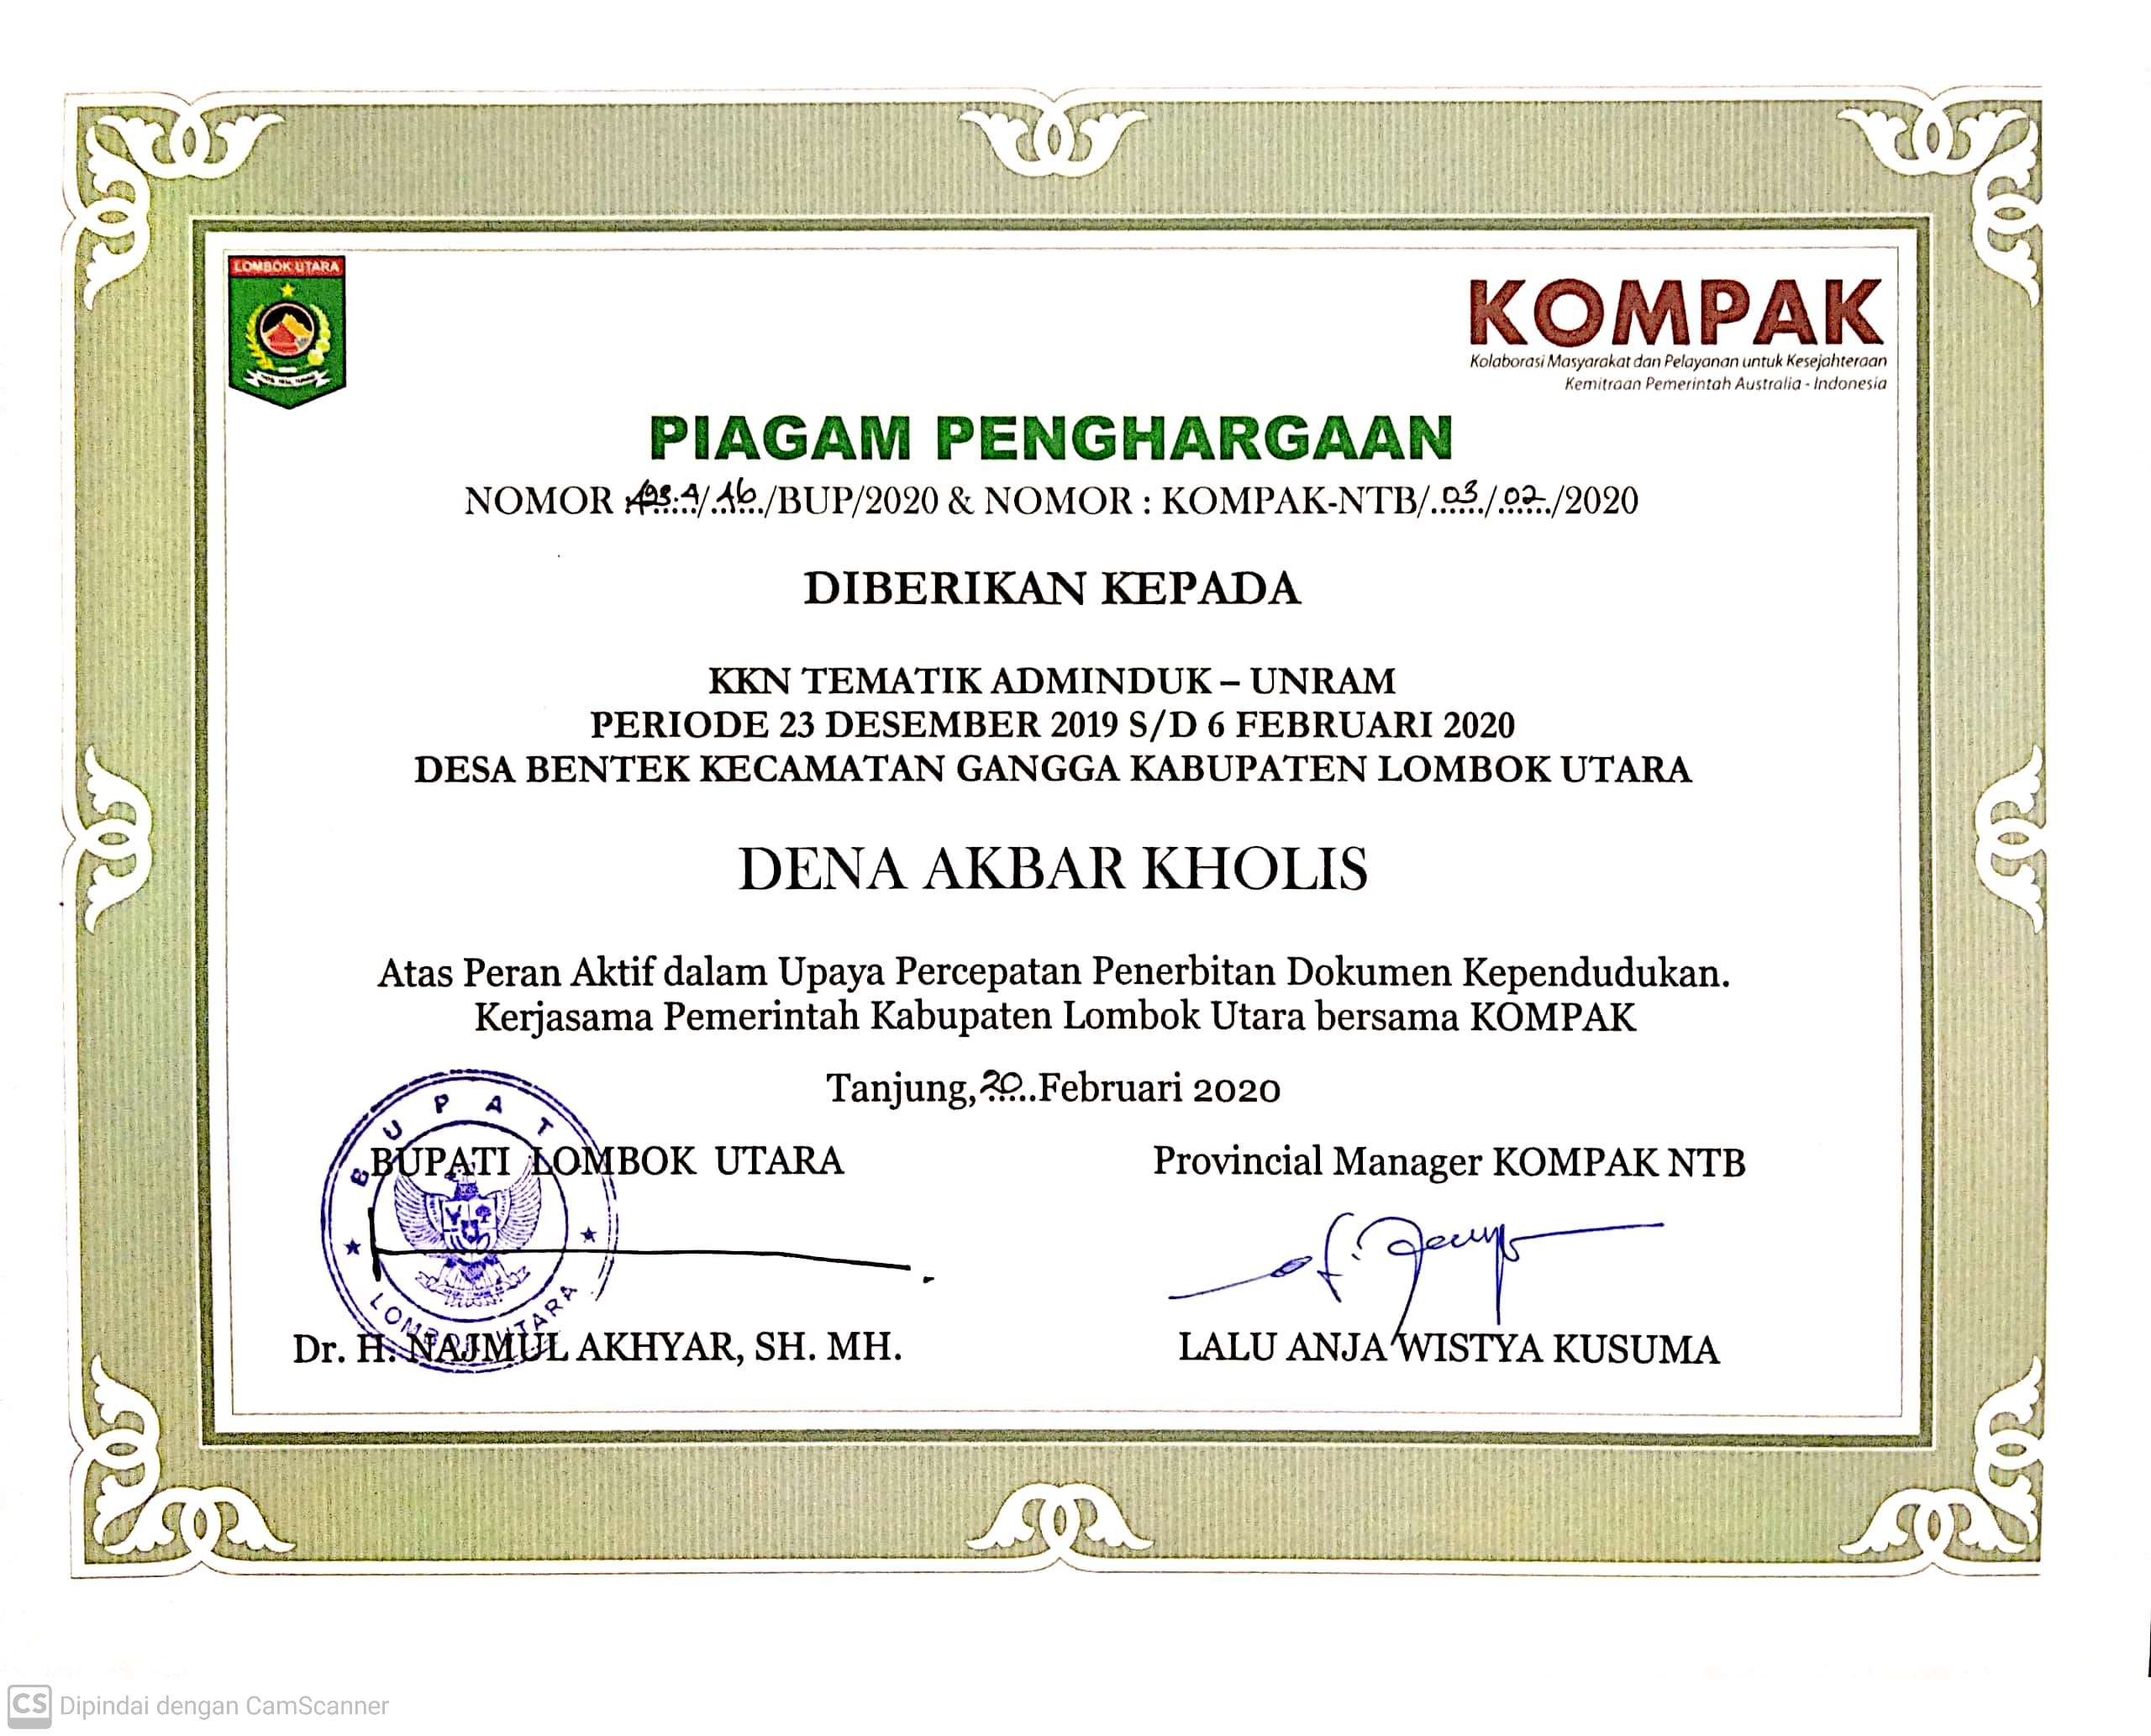 LOMBOK UTARA
KOMPAK
Kolaborasi Masyarakat dan Pelayanan untuk Kesejahteraan
Kemitraan Pemerintah Australia - Indonesia
PIAGAM PENGHARGAAN
NOMOR : /16/BUP/2020 & NOMOR : KOMPAK-NTB/03/02/2020
DIBERIKAN KEPADA
KKN TEMATIK ADMINDUK – UNRAM
PERIODE 23 DESEMBER 2019 S/D 6 FEBRUARI 2020
DESA BENTEK KECAMATAN GANGGA KABUPATEN LOMBOK UTARA
DENA AKBAR KHOLIS
Atas Peran Aktif dalam Upaya Percepatan Penerbitan Dokumen Kependudukan.
Kerjasama Pemerintah Kabupaten Lombok Utara bersama KOMPAK
Tanjung, 20 Februari 2020
BUPATI LOMBOK UTARA
Provincial Manager KOMPAK NTB
BUPATI
LOMBOK UTARA
Dr. H. NAJMUL AKHYAR, SH. MH.
LALU ANJA WISTYA KUSUMA
CS Dipindai dengan CamScanner